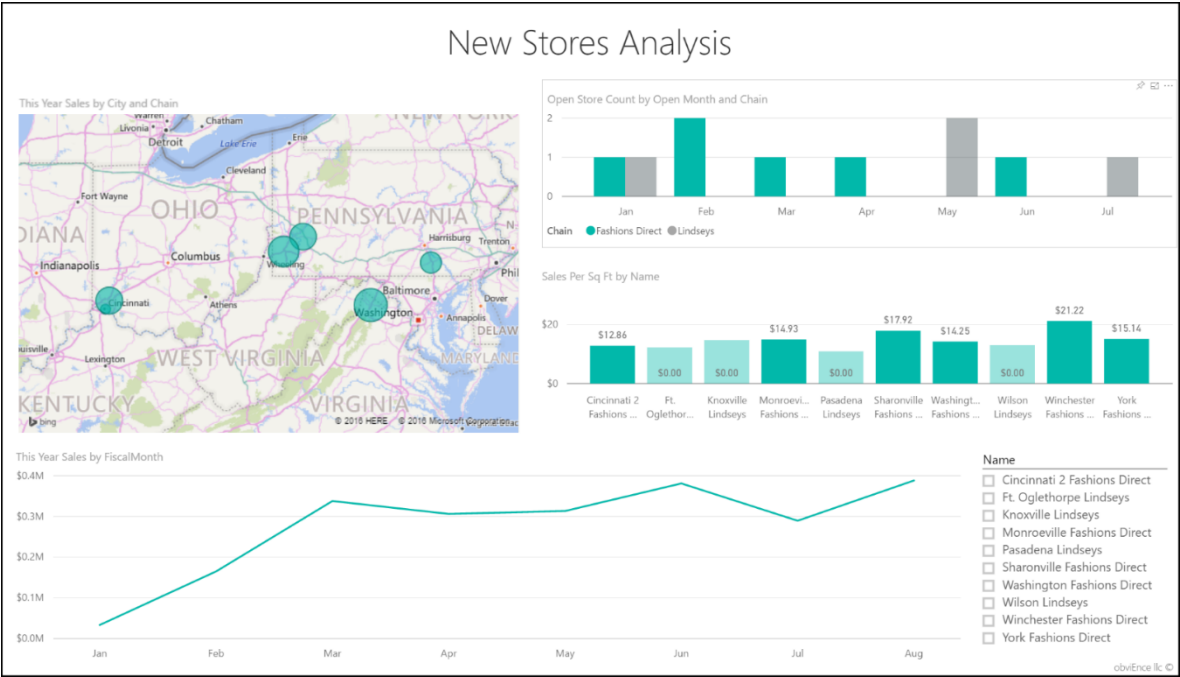 New Stores Analysis
This Year Sales by City and Chain
Warren
Chatham
Livonia
Detroit
Lake Erie
Erie
Cleveland
Fort Wayne
OHIO
PENNSYLVANIA
DIANA
Harrisburg
Trenton
Indianapolis
Columbus
Wheeling
Phil
Baltimore
Cincinnati
Athens
Washington
Dover
Annapolis
DELAW
uisville
Lexington
WEST VIRGINIA
MARYLAND
KENTUCKY
VIRGINIA
bing
© 2016 HERE © 2016 Microsoft Corporation
Open Store Count by Open Month and Chain
2
1
0
Jan Feb Mar Apr May Jun Jul
Chain Fashions Direct Lindseys
Sales Per Sq Ft by Name
$20
$0
$12.86 $0.00 $0.00 $14.93 $0.00 $17.92 $14.25 $0.00 $21.22 $15.14
Cincinnati 2 Ft. Knoxville Monroevi... Pasadena Sharonville Washingt... Wilson Winchester York
Fashions ... Oglethor... Lindseys Fashions ... Lindseys Fashions ... Fashions ... Lindseys Fashions ... Fashions ...
This Year Sales by FiscalMonth
$0.4M
$0.3M
$0.2M
$0.1M
$0.0M
Jan Feb Mar Apr May Jun Jul Aug
Name
Cincinnati 2 Fashions Direct
Ft. Oglethorpe Lindseys
Knoxville Lindseys
Monroeville Fashions Direct
Pasadena Lindseys
Sharonville Fashions Direct
Washington Fashions Direct
Wilson Lindseys
Winchester Fashions Direct
York Fashions Direct
obviEnce llc ©